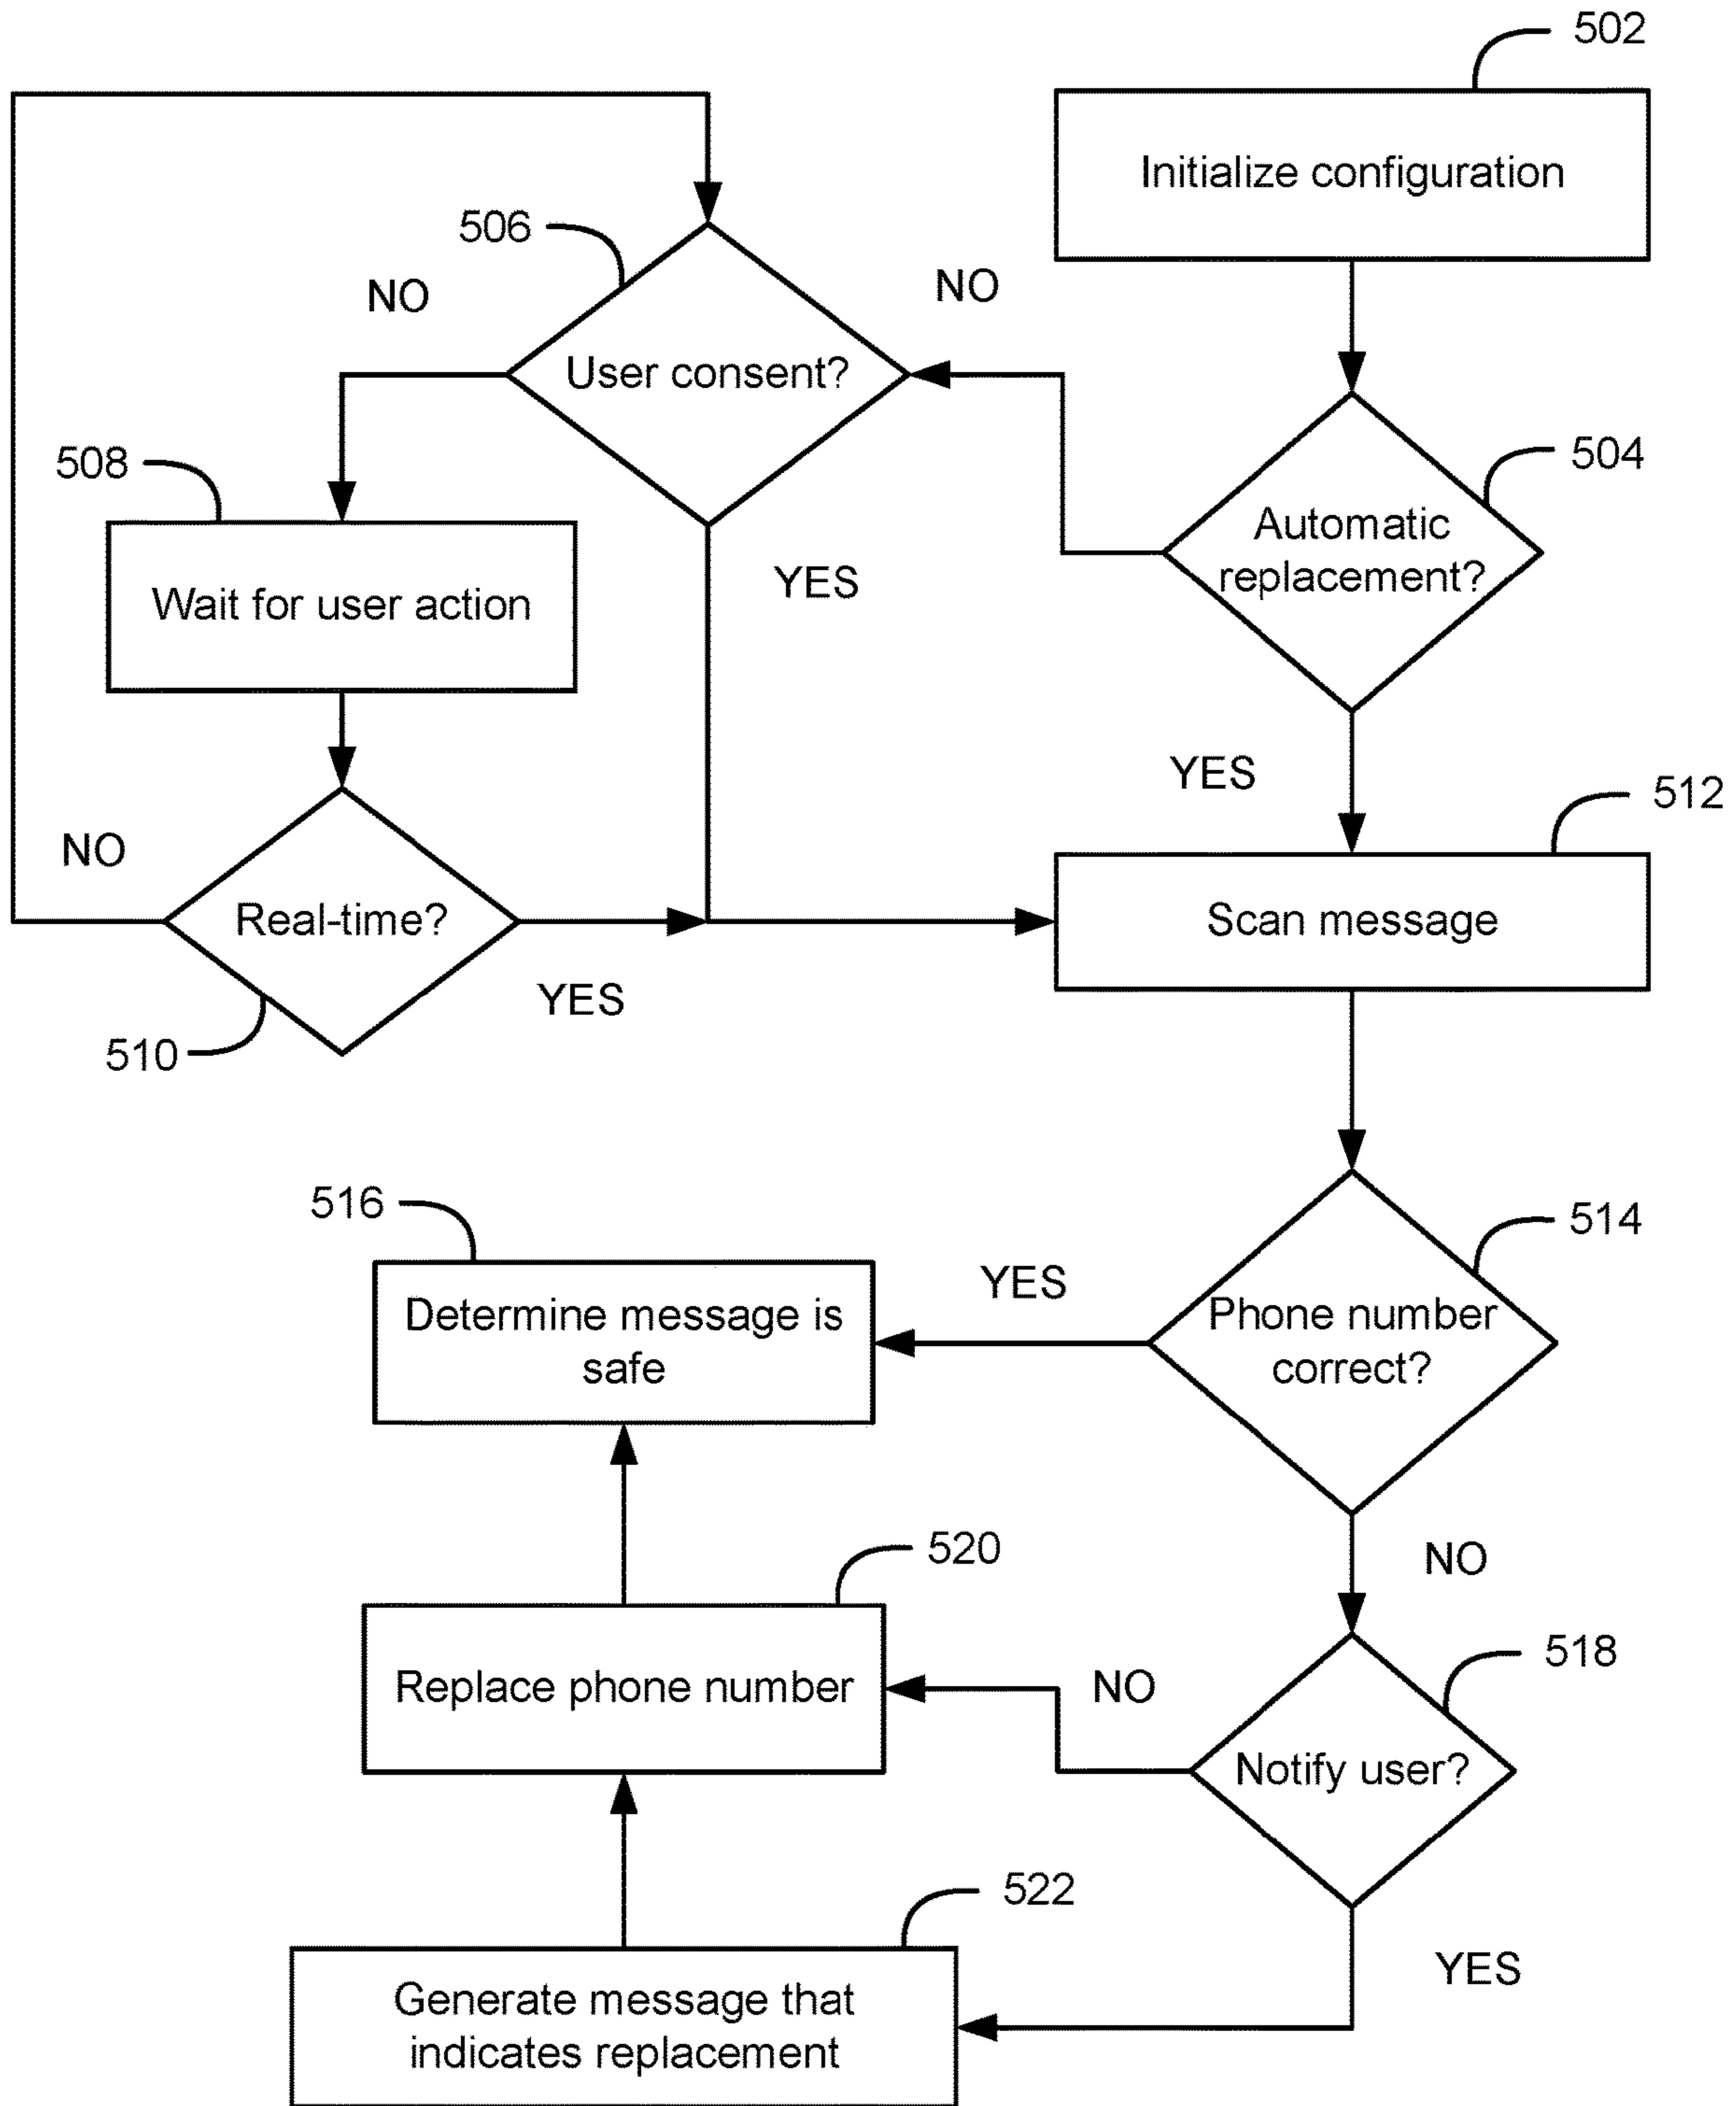 502
Initialize configuration
506
NO
NO
User consent?
504
Automatic
replacement?
508
Wait for user action
YES
YES
512
NO
Real-time?
Scan message
YES
510
516
514
YES
Determine message is
safe
Phone number
correct?
520
NO
518
Replace phone number
NO
Notify user?
522
YES
Generate message that
indicates replacement